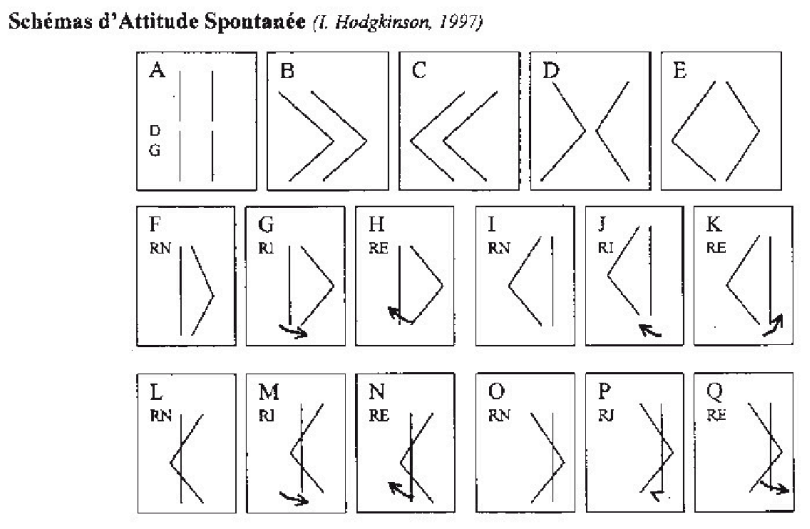 Schémas d'Attitude Spontanée (I. Hodgkinson, 1997)
A B C D E
D
G
F G H I J K
RN RI RE RN RI RE
L M N O P Q
RN RI RE RN RI RE